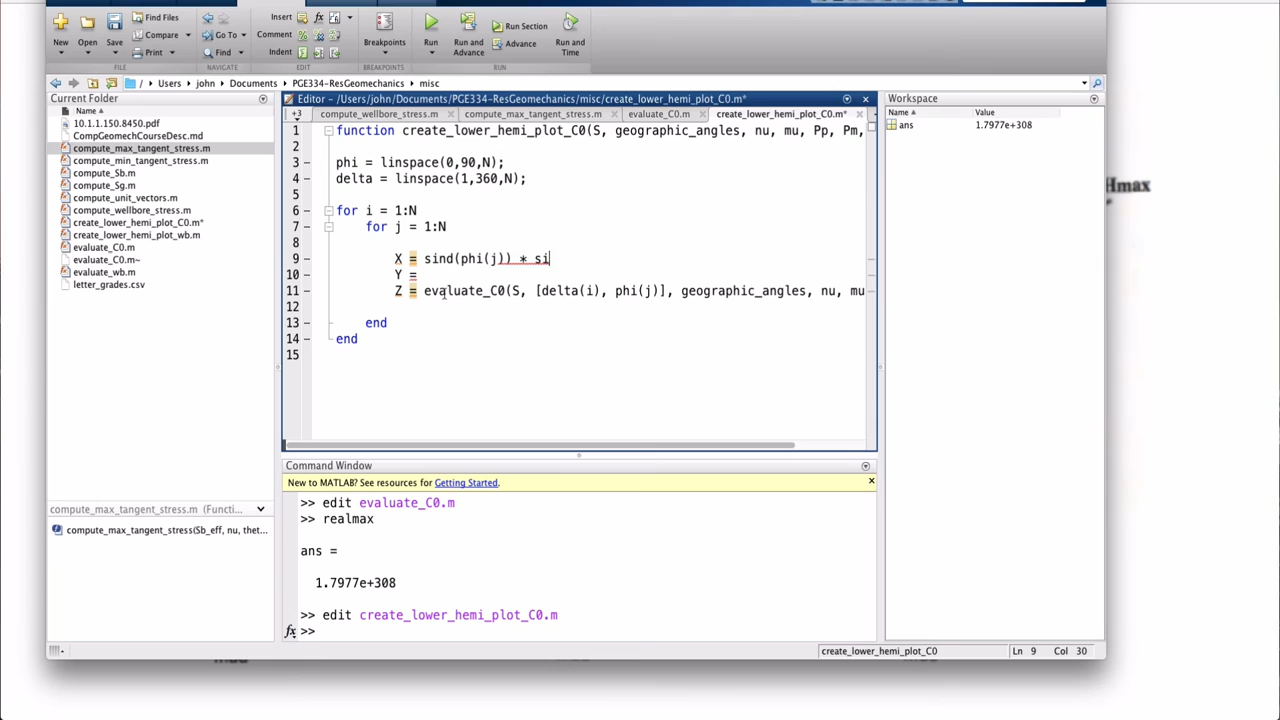 Find Files
Insert
fx
New
Open
Save
Compare
Print
Go To
Find
Comment
Indent
Breakpoints
Run
Run and
Advance
Run Section
Advance
Run and
Time
FILE
NAVIGATE
EDIT
BREAKPOINTS
RUN
/ Users john Documents PGE334-ResGeomechanics misc
Current Folder
Name
10.1.1.150.8450.pdf
CompGeomechCourseDesc.md
compute_max_tangent_stress.m
compute_min_tangent_stress.m
compute_Sb.m
compute_Sg.m
compute_unit_vectors.m
compute_wellbore_stress.m
create_lower_hemi_plot_C0.m*
create_lower_hemi_plot_wb.m
evaluate_C0.m
evaluate_C0.m~
evaluate_wb.m
letter_grades.csv
compute_max_tangent_stress.m (Functi...
compute_max_tangent_stress(Sb_eff, nu, thet...
Editor - /Users/john/Documents/PGE334-ResGeomechanics/misc/create_lower_hemi_plot_C0.m*
+3 compute_wellbore_stress.m × compute_max_tangent_stress.m × evaluate_C0.m × create_lower_hemi_plot_C0.m* ×
1 function create_lower_hemi_plot_C0(S, geographic_angles, nu, mu, Pp, Pm,
2
3 – phi = linspace(0,90,N);
4 – delta = linspace(1,360,N);
5
6 – for i = 1:N
7 – for j = 1:N
8
9 – X = sind(phi(j)) * si
10 – Y =
11 – Z = evaluate_C0(S, [delta(i), phi(j)], geographic_angles, nu, mu
12
13 – end
14 – end
15
Command Window
New to MATLAB? See resources for Getting Started.
>> edit evaluate_C0.m
>> realmax
ans =
1.7977e+308
>> edit create_lower_hemi_plot_C0.m
fx >>
Workspace
Name Value
ans 1.7977e+308
Hmax
create_lower_hemi_plot_C0 Ln 9 Col 30